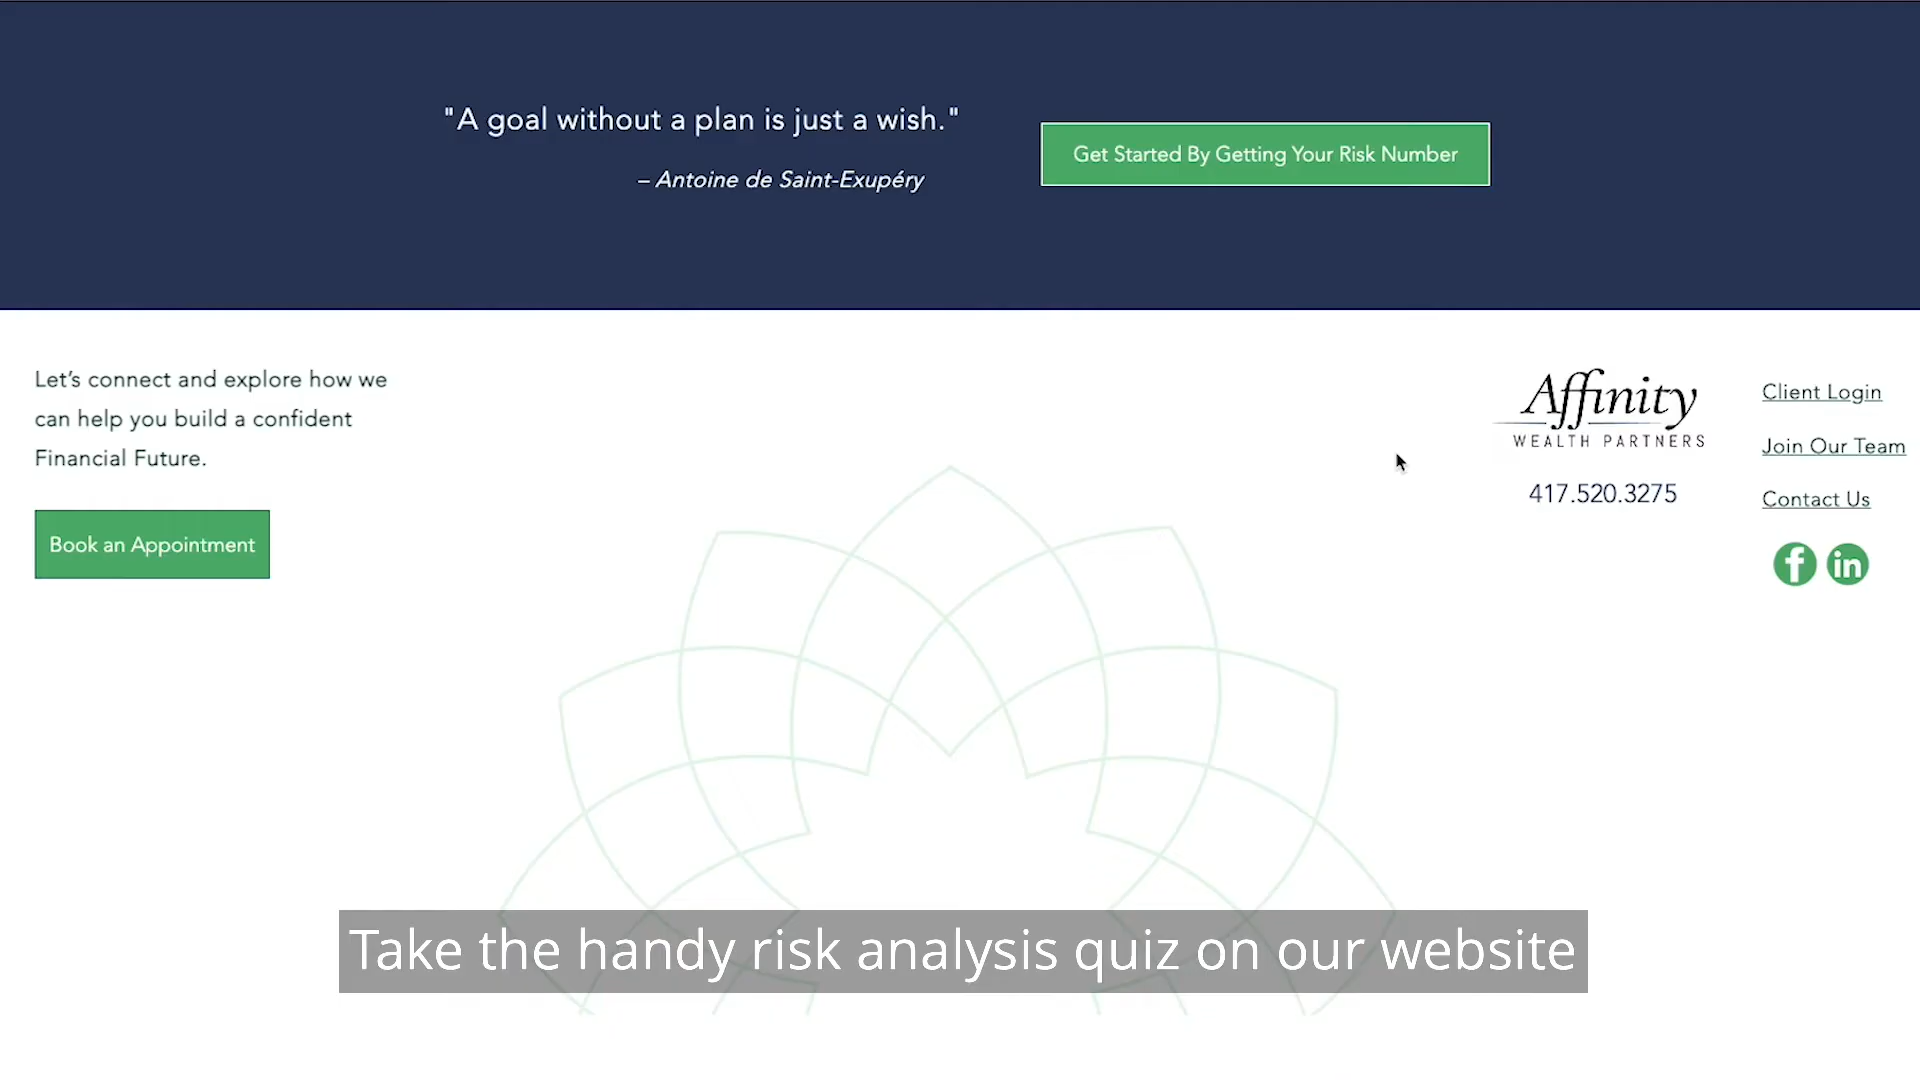 "A goal without a plan is just a wish."
– Antoine de Saint-Exupéry
Get Started By Getting Your Risk Number
Let’s connect and explore how we
can help you build a confident
Financial Future.
Book an Appointment
Affinity
WEALTH PARTNERS
417.520.3275
Client Login
Join Our Team
Contact Us
f
in
Take the handy risk analysis quiz on our website